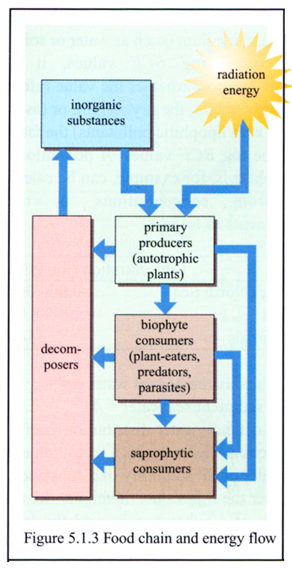 radiation
energy
inorganic
substances
primary
producers
(autotrophic
plants)
biophyte
consumers
(plant-eaters,
predators,
parasites)
decom-
posers
saprophytic
consumers
Figure 5.1.3 Food chain and energy flow